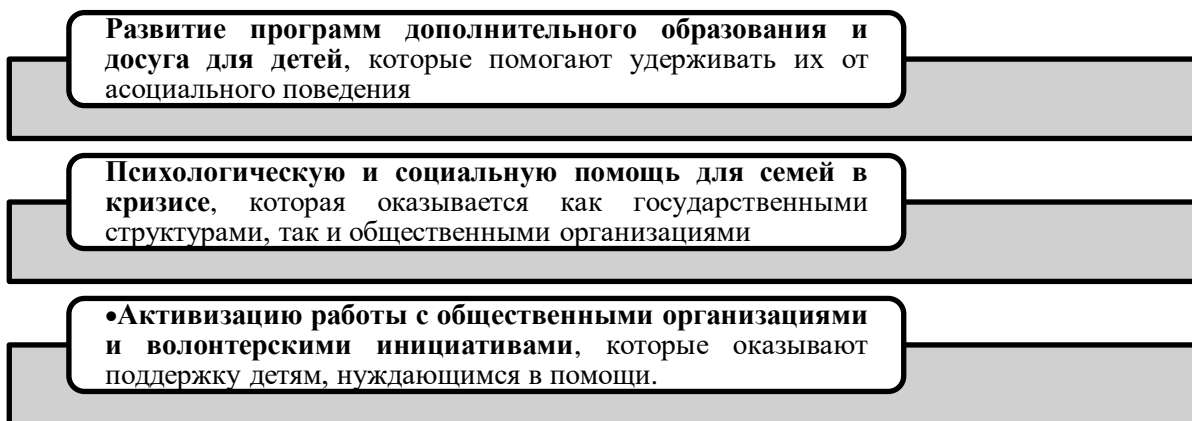 Развитие программ дополнительного образования и
досуга для детей, которые помогают удерживать их от
асоциального поведения
Психологическую и социальную помощь для семей в
кризисе, которая оказывается как государственными
структурами, так и общественными организациями
•Активизацию работы с общественными организациями
и волонтерскими инициативами, которые оказывают
поддержку детям, нуждающимся в помощи.